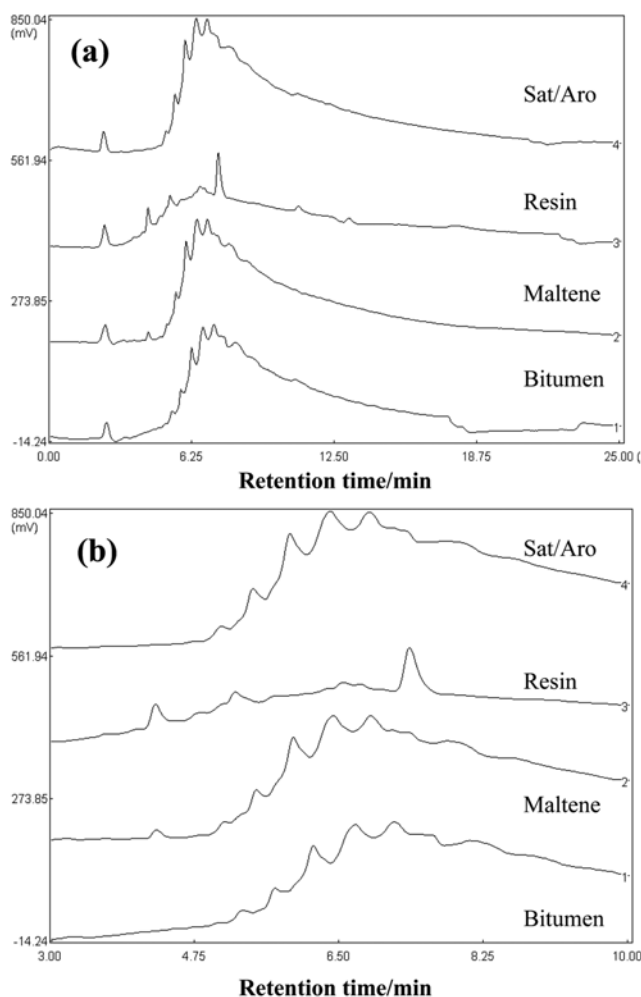 850.04
(mV)
(a)
Sat/Aro
4
561.94
Resin
3
273.85
Maltene
2
Bitumen
1
-14.24
0.00 6.25 12.50 18.75 25.00 (
Retention time/min
850.04
(mV)
(b)
Sat/Aro
4
561.94
Resin
3
273.85
Maltene
2
Bitumen
1
-14.24
3.00 4.75 6.50 8.25 10.00
Retention time/min